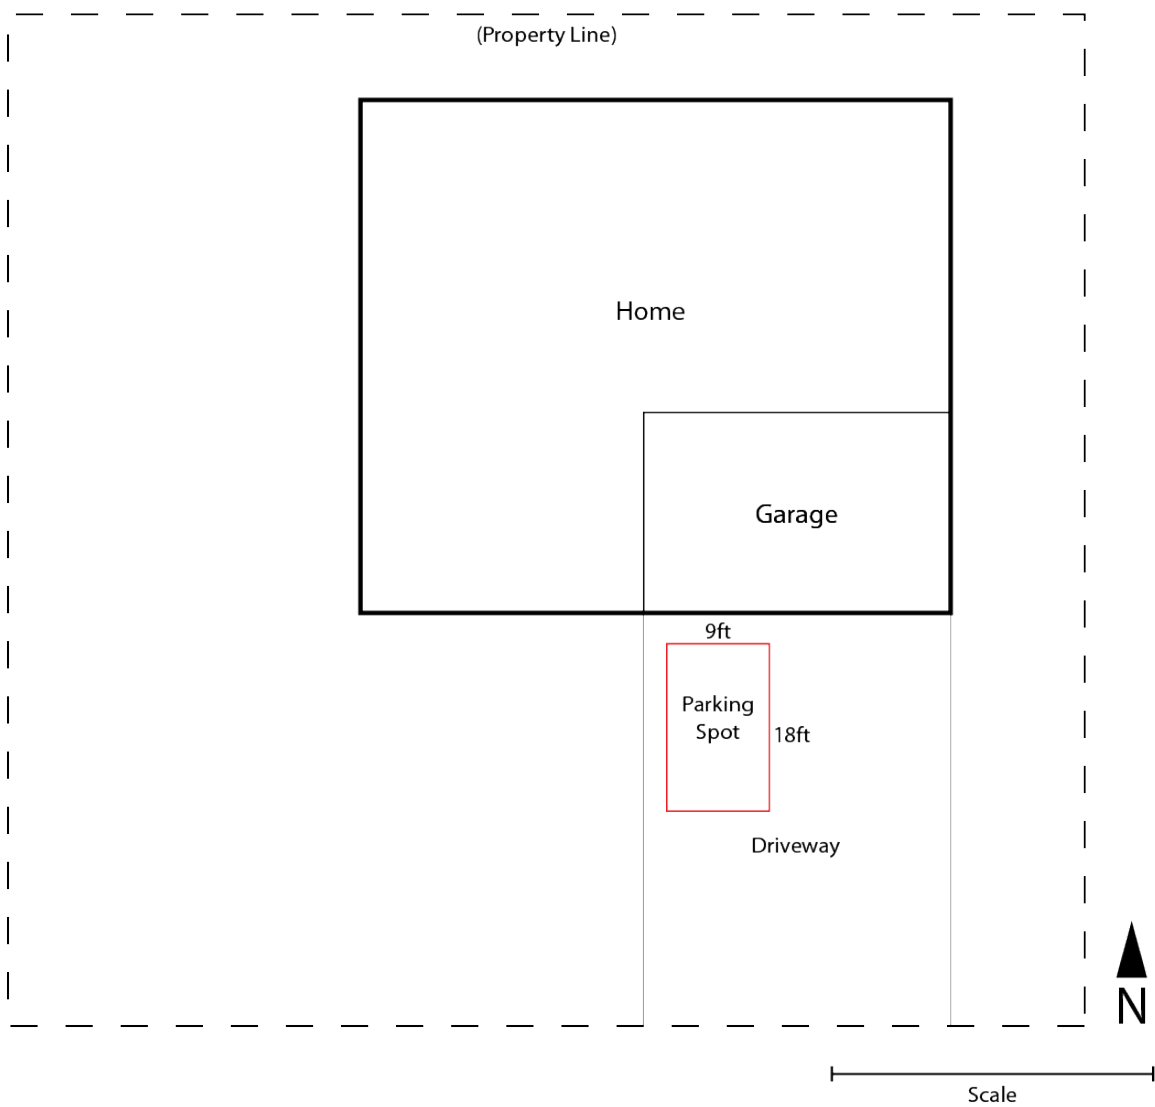 (Property Line)
Home
Garage
9ft
Parking
Spot
18ft
Driveway
N
Scale